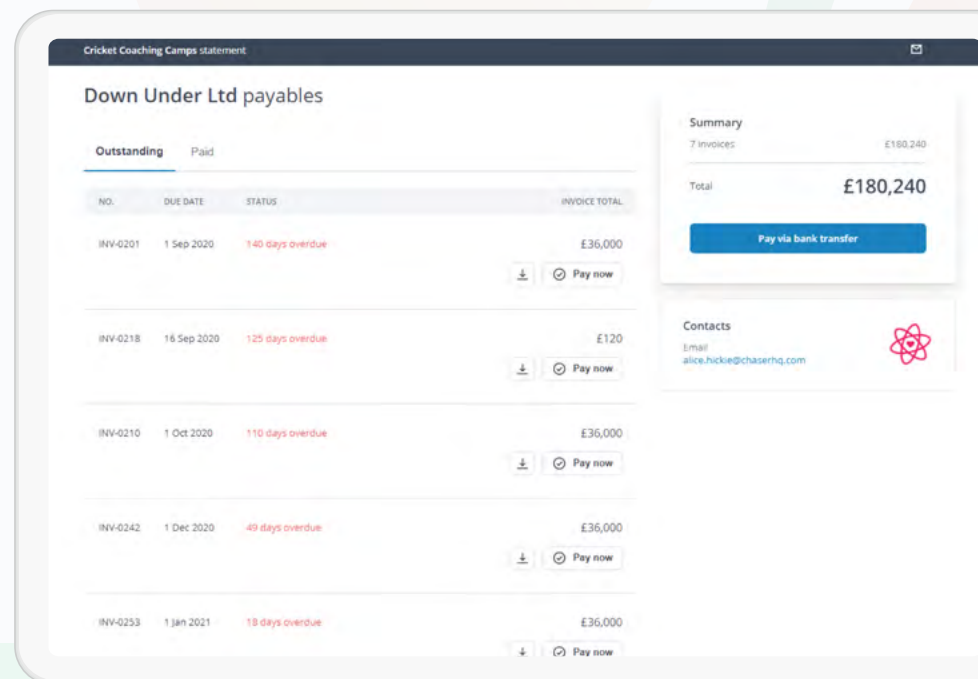 Cricket Coaching Camps statement
Down Under Ltd payables
Outstanding Paid
NO. DUE DATE STATUS INVOICE TOTAL
INV-0201 1 Sep 2020 140 days overdue £36,000
Pay now
INV-0218 16 Sep 2020 125 days overdue £120
Pay now
INV-0210 1 Oct 2020 110 days overdue £36,000
Pay now
INV-0242 1 Dec 2020 49 days overdue £36,000
Pay now
INV-0253 1 Jan 2021 18 days overdue £36,000
Pay now
Summary
7 invoices £180,240
Total £180,240
Pay via bank transfer
Contacts
Email
alice.hickie@chaserhq.com